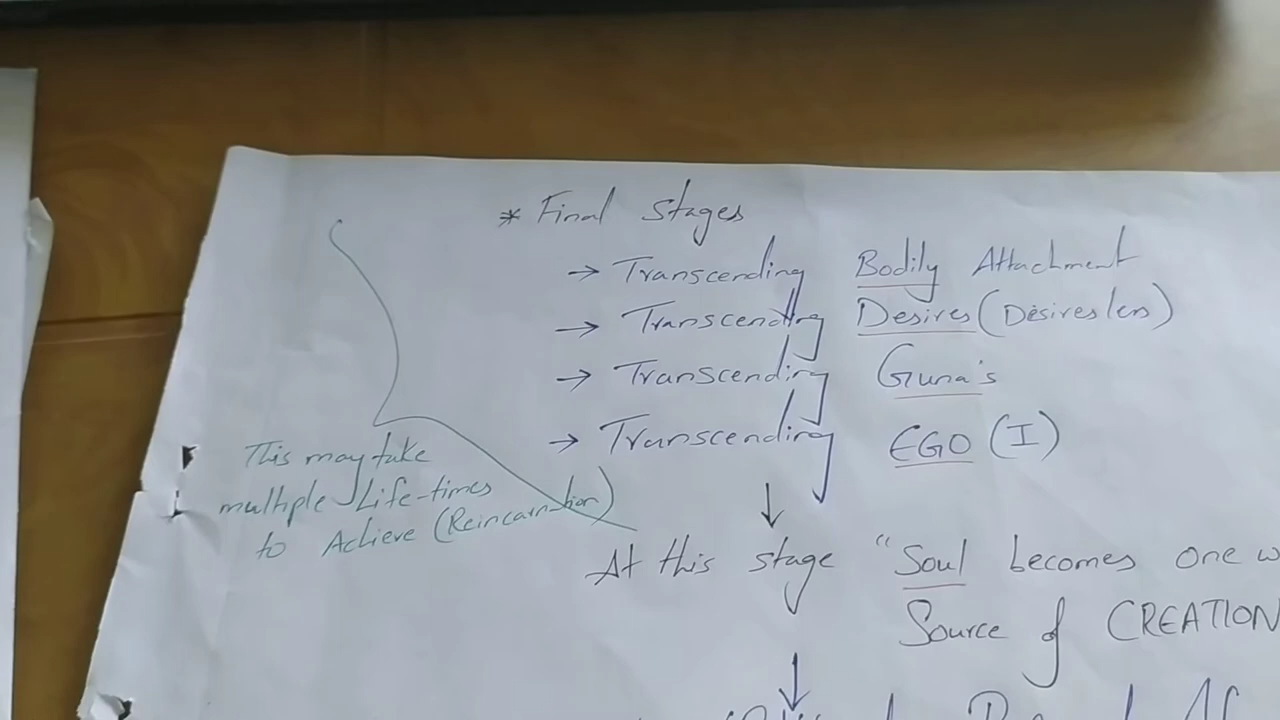 * Final Stages
→ Transcending Bodily Attachment
→ Transcending Desires (Desireless)
→ Transcending Guna's
→ Transcending EGO (I)
This may take
multiple Life-times
to Achieve (Reincarnation)
↓
At this stage "Soul becomes one w
Source of CREATION
↓